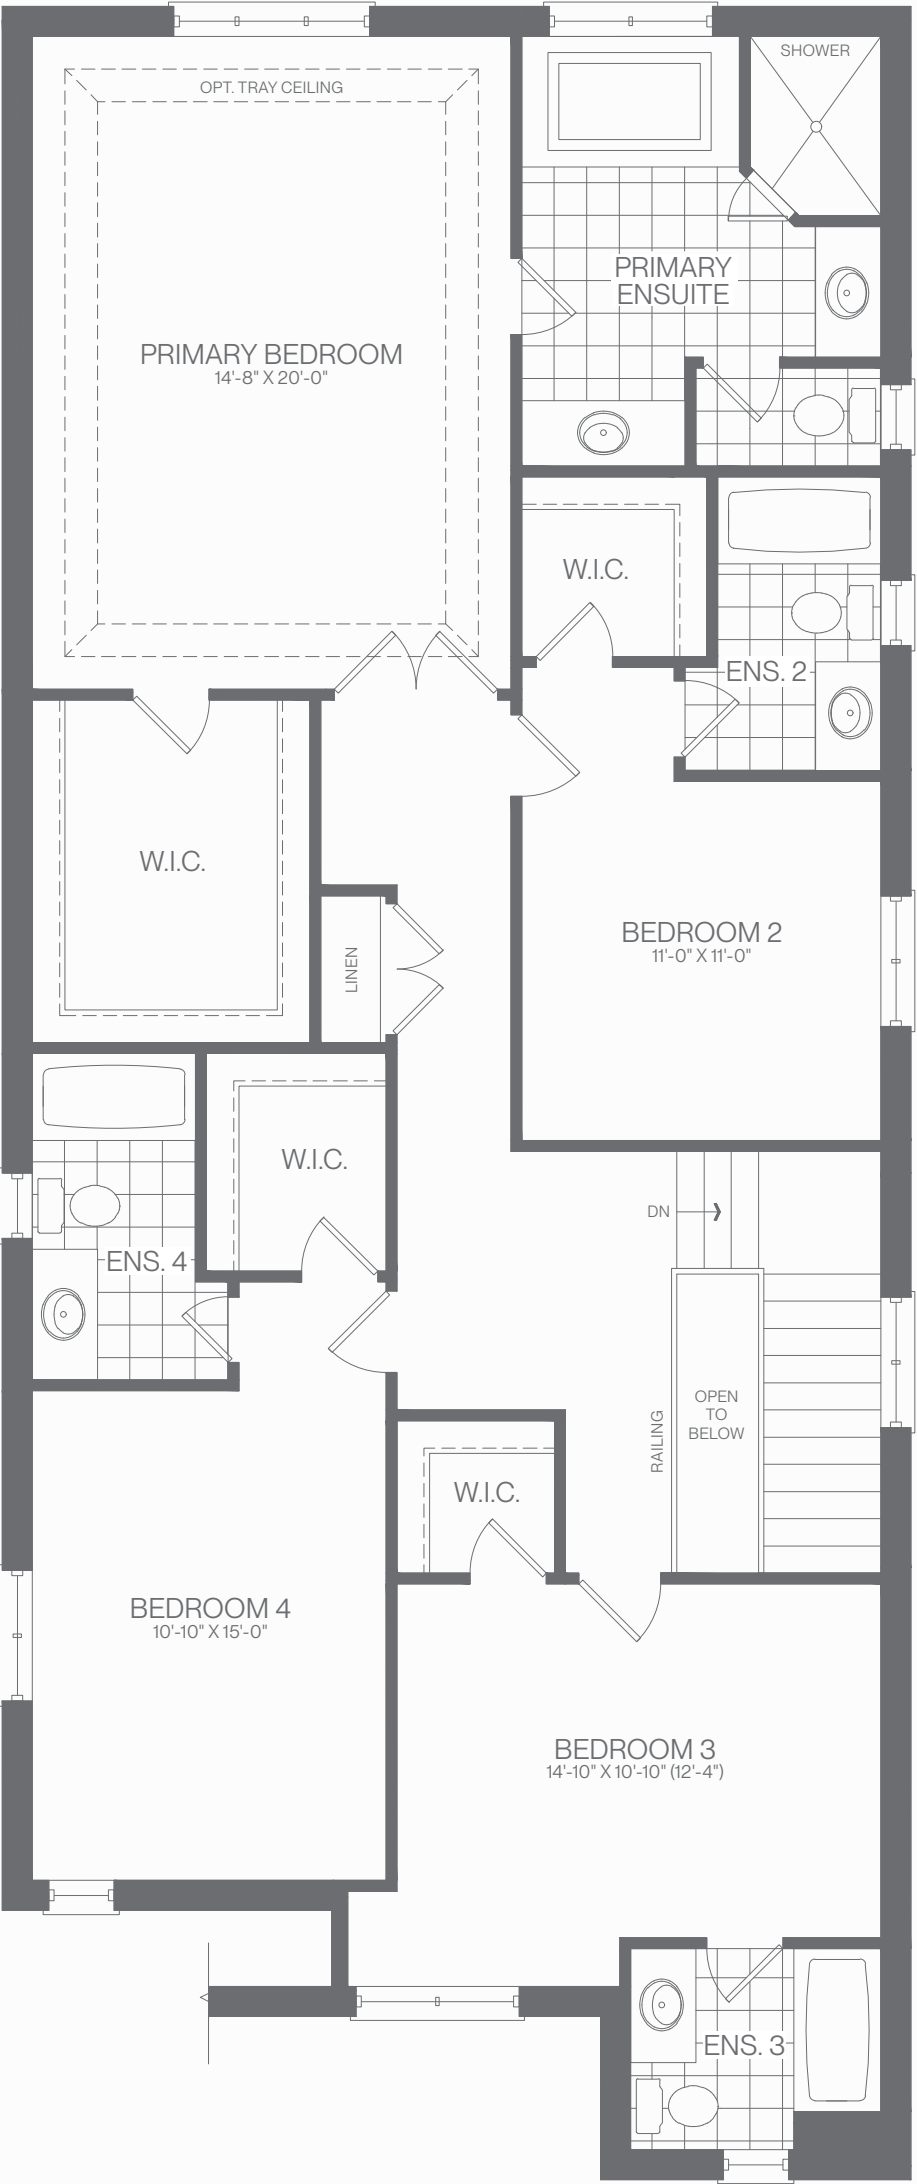 OPT. TRAY CEILING
SHOWER
PRIMARY
ENSUITE
PRIMARY BEDROOM
14'-8" X 20'-0"
W.I.C.
ENS. 2
W.I.C.
BEDROOM 2
11'-0" X 11'-0"
LINEN
W.I.C.
DN
ENS. 4
OPEN
TO
BELOW
RAILING
W.I.C.
BEDROOM 4
10'-10" X 15'-0"
BEDROOM 3
14'-10" X 10'-10" (12'-4")
ENS. 3